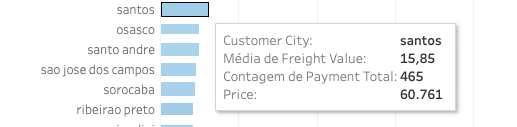 santos
osasco
santo andre
sao jose dos campos
sorocaba
ribeirao preto
Customer City: santos
Média de Freight Value: 15,85
Contagem de Payment Total: 465
Price: 60.761